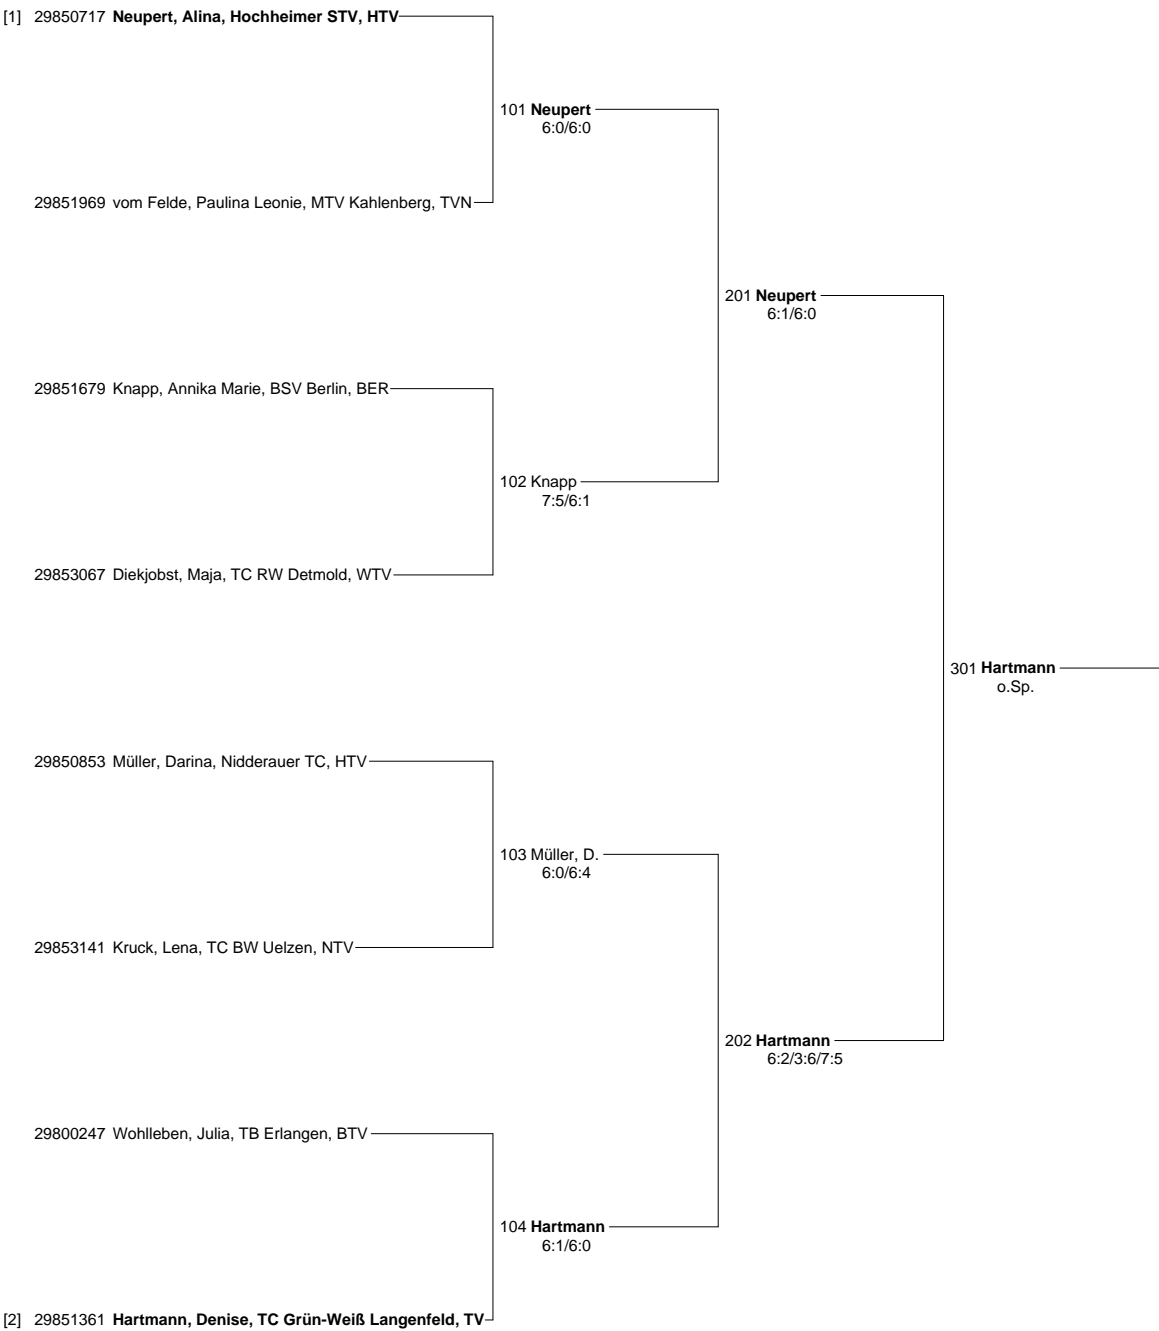 [1] 29850717 Neupert, Alina, Hochheimer STV, HTV
101 Neupert
6:0/6:0
29851969 vom Felde, Paulina Leonie, MTV Kahlenberg, TVN
201 Neupert
6:1/6:0
29851679 Knapp, Annika Marie, BSV Berlin, BER
102 Knapp
7:5/6:1
29853067 Diekjobst, Maja, TC RW Detmold, WTV
301 Hartmann
o.Sp.
29850853 Müller, Darina, Nidderauer TC, HTV
103 Müller, D.
6:0/6:4
29853141 Kruck, Lena, TC BW Uelzen, NTV
202 Hartmann
6:2/3:6/7:5
29800247 Wohlleben, Julia, TB Erlangen, BTV
104 Hartmann
6:1/6:0
[2] 29851361 Hartmann, Denise, TC Grün-Weiß Langenfeld, TV